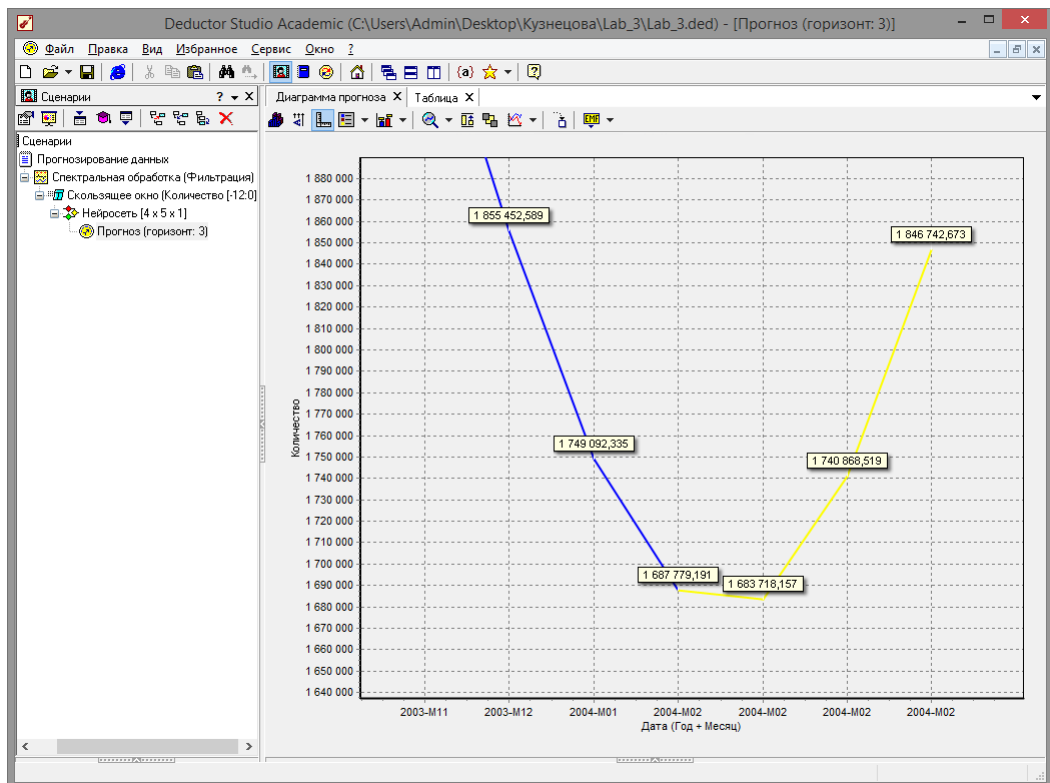 Deductor Studio Academic (C:\Users\Admin\Desktop\Кузнецова\Lab_3\Lab_3.ded) - [Прогноз (горизонт: 3)]
Файл Правка Вид Избранное Сервис Окно ?
Сценарии
Диаграмма прогноза Таблица
Сценарии
Прогнозирование данных
Спектральная обработка (Фильтрация)
Скользящее окно (Количество [-12:0]
Нейросеть [4 x 5 x 1]
Прогноз (горизонт: 3)
EMF
Количество
1 880 000
1 870 000
1 860 000
1 850 000
1 840 000
1 830 000
1 820 000
1 810 000
1 800 000
1 790 000
1 780 000
1 770 000
1 760 000
1 750 000
1 740 000
1 730 000
1 720 000
1 710 000
1 700 000
1 690 000
1 680 000
1 670 000
1 660 000
1 650 000
1 640 000
1 855 452,589
1 749 092,335
1 687 779,191
1 683 718,157
1 740 868,519
1 846 742,673
2003-M11 2003-M12 2004-M01 2004-M02 2004-M02 2004-M02 2004-M02
Дата (Год + Месяц)